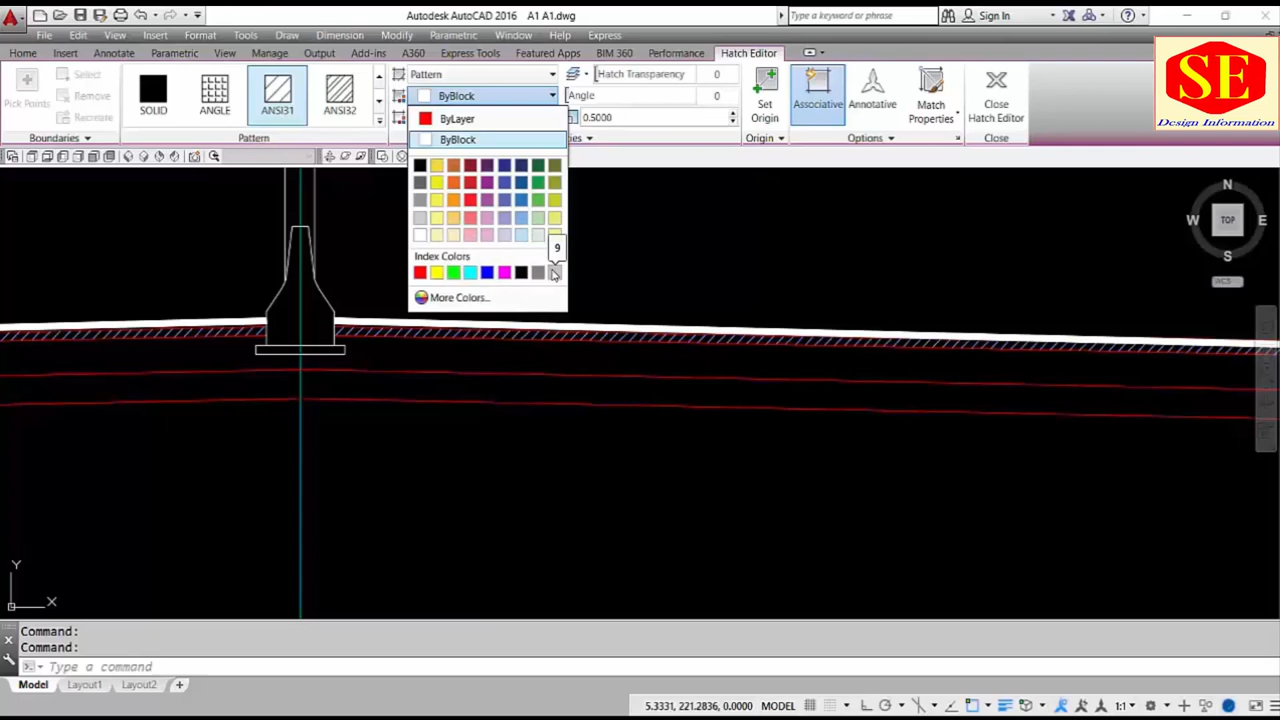 Autodesk AutoCAD 2016 A1 A1.dwg
Type a keyword or phrase
Sign In
File Edit View Insert Format Tools Draw Dimension Modify Parametric Window Help Express
Home Insert Annotate Parametric View Manage Output Add-ins A360 Express Tools Featured Apps BIM 360 Performance Hatch Editor
SE
Design Information
Pick Points
Select
Remove
Recreate
Boundaries
SOLID
ANGLE
ANSI31
ANSI32
Pattern
Pattern
ByBlock
Hatch Transparency 0
Angle 0
0.5000
Set
Origin
Origin
Associative
Annotative
Match
Properties
Options
Close
Hatch Editor
Close
ByLayer
ByBlock
9
Index Colors
More Colors...
N
W TOP E
S
WCS
Y
X
Command:
Command:
Type a command
Model Layout1 Layout2 +
5.3331, 221.2836, 0.0000 MODEL 1:1